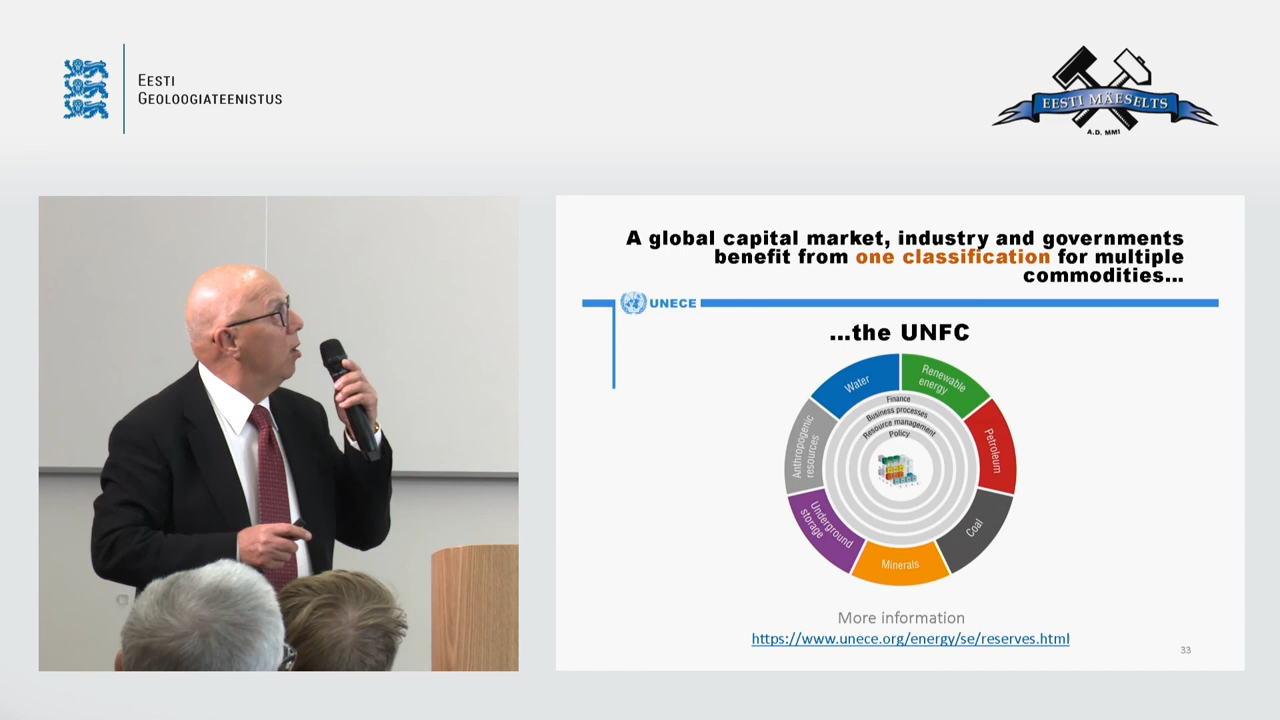 EESTI
GEOLOOGIATEENISTUS
EESTI MÄESELTS
A.D. MMI
A global capital market, industry and governments
benefit from one classification for multiple
commodities…
UNECE
…the UNFC
Water
Renewable
energy
Petroleum
Coal
Minerals
Underground
storage
Anthropogenic
resources
Finance
Business processes
Resource management
Policy
More information
https://www.unece.org/energy/se/reserves.html
33